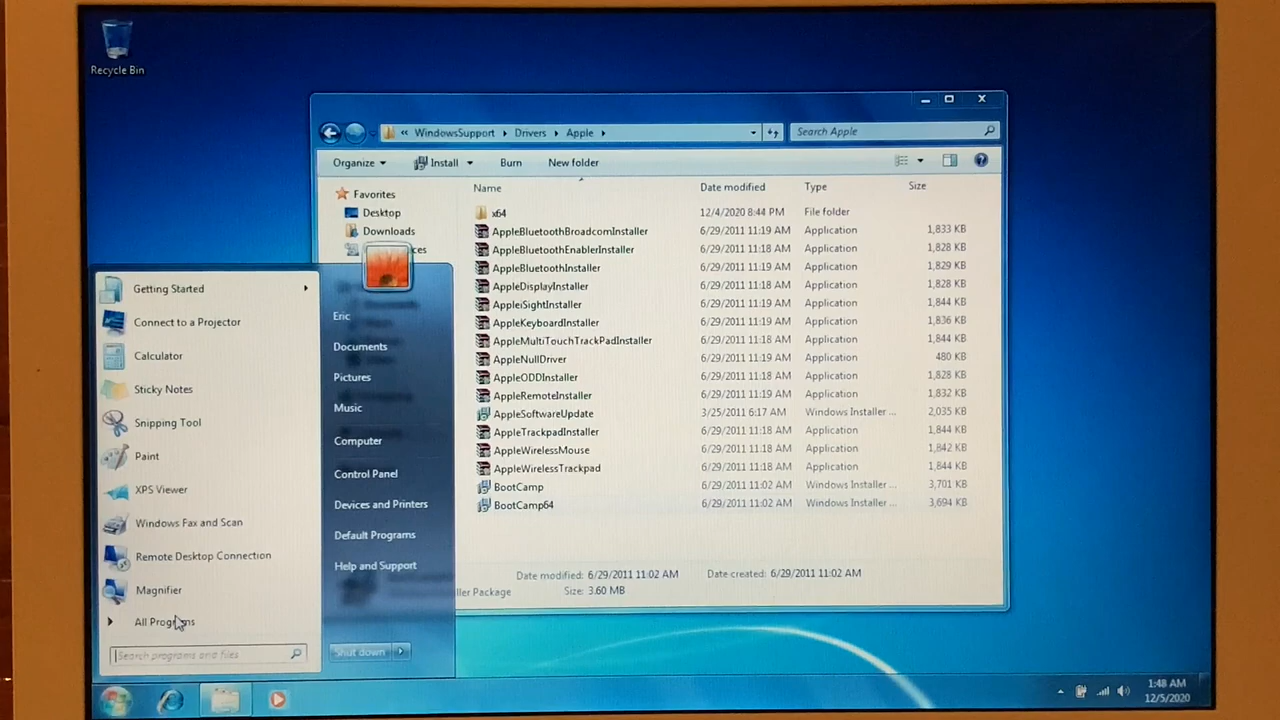 Recycle Bin
« WindowsSupport ▸ Drivers ▸ Apple ▸
Search Apple
Organize Install Burn New folder
Favorites
Desktop
Downloads
Name Date modified Type Size
x64 12/4/2020 8:44 PM File folder
AppleBluetoothBroadcomInstaller 6/29/2011 11:19 AM Application 1,833 KB
AppleBluetoothEnablerInstaller 6/29/2011 11:18 AM Application 1,828 KB
AppleBluetoothInstaller 6/29/2011 11:19 AM Application 1,829 KB
AppleDisplayInstaller 6/29/2011 11:18 AM Application 1,828 KB
AppleiSightInstaller 6/29/2011 11:19 AM Application 1,844 KB
AppleKeyboardInstaller 6/29/2011 11:19 AM Application 1,836 KB
AppleMultiTouchTrackPadInstaller 6/29/2011 11:18 AM Application 1,844 KB
AppleNullDriver 6/29/2011 11:19 AM Application 480 KB
AppleODDInstaller 6/29/2011 11:18 AM Application 1,828 KB
AppleRemoteInstaller 6/29/2011 11:19 AM Application 1,832 KB
AppleSoftwareUpdate 3/25/2011 6:17 AM Windows Installer ... 2,035 KB
AppleTrackpadInstaller 6/29/2011 11:18 AM Application 1,844 KB
AppleWirelessMouse 6/29/2011 11:18 AM Application 1,842 KB
AppleWirelessTrackpad 6/29/2011 11:18 AM Application 1,844 KB
BootCamp 6/29/2011 11:02 AM Windows Installer ... 3,701 KB
BootCamp64 6/29/2011 11:02 AM Windows Installer ... 3,694 KB
Date modified: 6/29/2011 11:02 AM Date created: 6/29/2011 11:02 AM
Package Size: 3.60 MB
Getting Started
Connect to a Projector
Calculator
Sticky Notes
Snipping Tool
Paint
XPS Viewer
Windows Fax and Scan
Remote Desktop Connection
Magnifier
All Programs
Search programs and files
Eric
Documents
Pictures
Music
Computer
Control Panel
Devices and Printers
Default Programs
Help and Support
Shut down
1:48 AM
12/5/2020